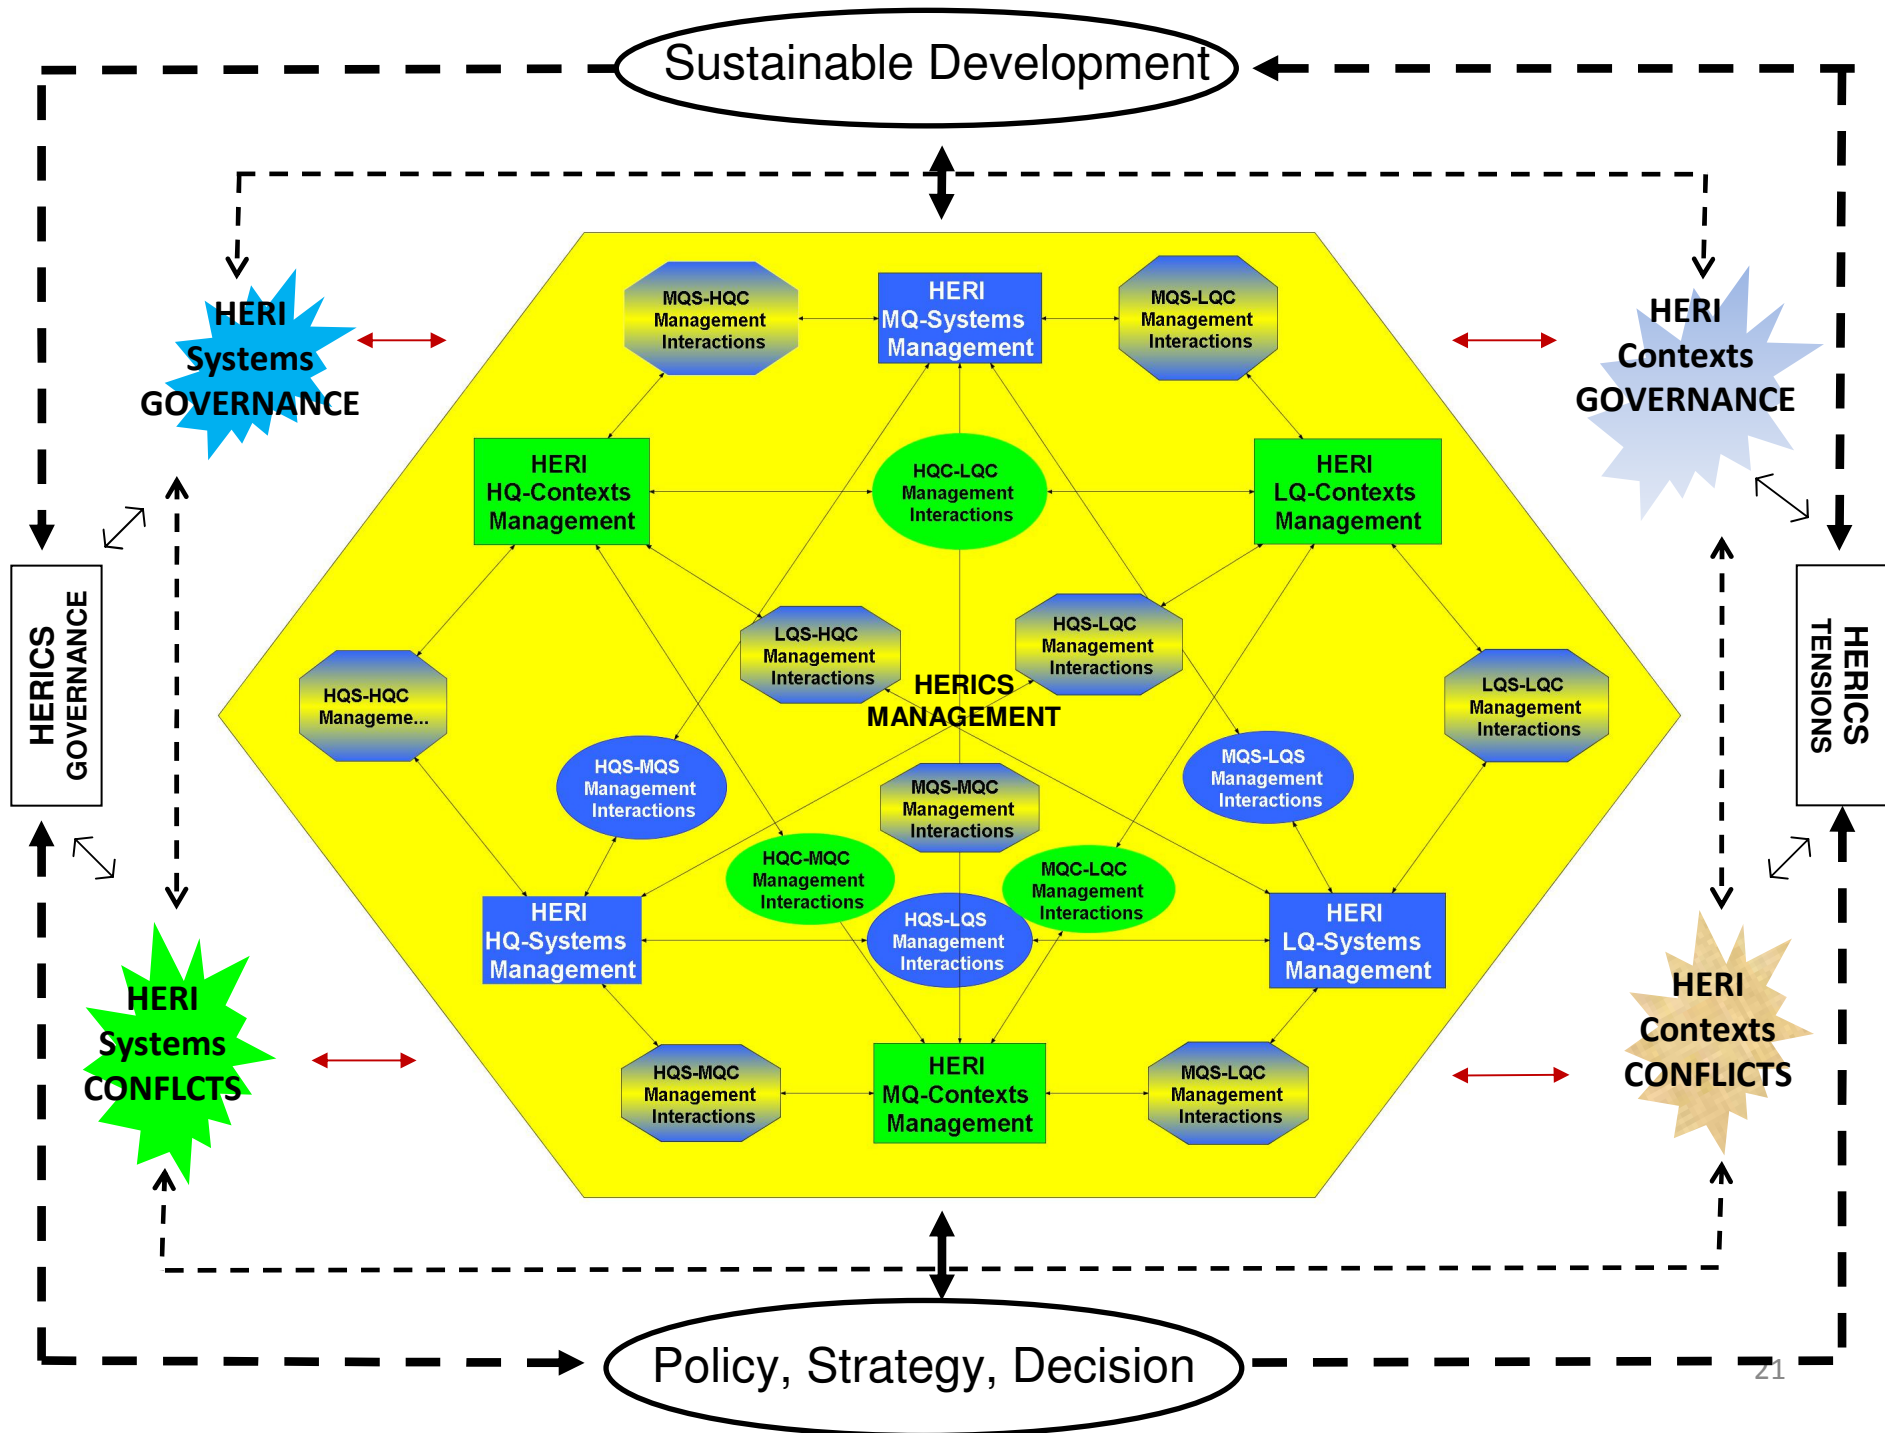 Sustainable Development
HERI
Systems
GOVERNANCE
HERI
Contexts
GOVERNANCE
MQS-HQC
Management
Interactions
HERI
MQ-Systems
Management
MQS-LQC
Management
Interactions
HERI
HQ-Contexts
Management
HQC-LQC
Management
Interactions
HERI
LQ-Contexts
Management
HERICS
GOVERNANCE
HERICS
TENSIONS
LQS-HQC
Management
Interactions
HQS-LQC
Management
Interactions
HQS-HQC
Manageme...
HERICS
MANAGEMENT
LQS-LQC
Management
Interactions
HQS-MQS
Management
Interactions
MQS-MQC
Management
Interactions
MQS-LQS
Management
Interactions
HQC-MQC
Management
Interactions
MQC-LQC
Management
Interactions
HERI
HQ-Systems
Management
HQS-LQS
Management
Interactions
HERI
LQ-Systems
Management
HERI
Systems
CONFLCTS
HERI
Contexts
CONFLICTS
HQS-MQC
Management
Interactions
HERI
MQ-Contexts
Management
MQS-LQC
Management
Interactions
Policy, Strategy, Decision
21